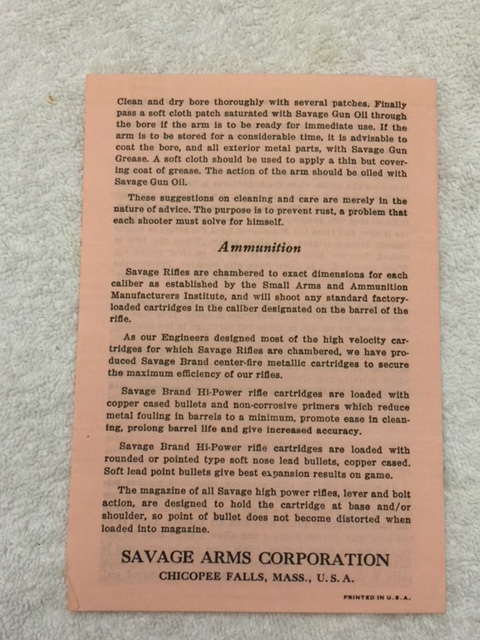 Clean and dry bore thoroughly with several patches. Finally
pass a soft cloth patch saturated with Savage Gun Oil through
the bore if the arm is to be ready for immediate use. If the
arm is to be stored for a considerable time, it is advisable to
coat the bore, and all exterior metal parts, with Savage Gun
Grease. A soft cloth should be used to apply a thin but cover-
ing coat of grease. The action of the arm should be oiled with
Savage Gun Oil.
These suggestions on cleaning and care are merely in the
nature of advice. The purpose is to prevent rust, a problem that
each shooter must solve for himself.
Ammunition
Savage Rifles are chambered to exact dimensions for each
caliber as established by the Small Arms and Ammunition
Manufacturers Institute, and will shoot any standard factory-
loaded cartridges in the caliber designated on the barrel of the
rifle.
As our Engineers designed most of the high velocity car-
tridges for which Savage Rifles are chambered, we have pro-
duced Savage Brand center-fire metallic cartridges to secure
the maximum efficiency of our rifles.
Savage Brand Hi-Power rifle cartridges are loaded with
copper cased bullets and non-corrosive primers which reduce
metal fouling in barrels to a minimum, promote ease in clean-
ing, prolong barrel life and give increased accuracy.
Savage Brand Hi-Power rifle cartridges are loaded with
rounded or pointed type soft nose lead bullets, copper cased.
Soft lead point bullets give best expansion results on game.
The magazine of all Savage high power rifles, lever and bolt
action, are designed to hold the cartridge at base and/or
shoulder, so point of bullet does not become distorted when
loaded into magazine.
SAVAGE ARMS CORPORATION
CHICOPEE FALLS, MASS., U. S. A.
PRINTED IN U. S. A.